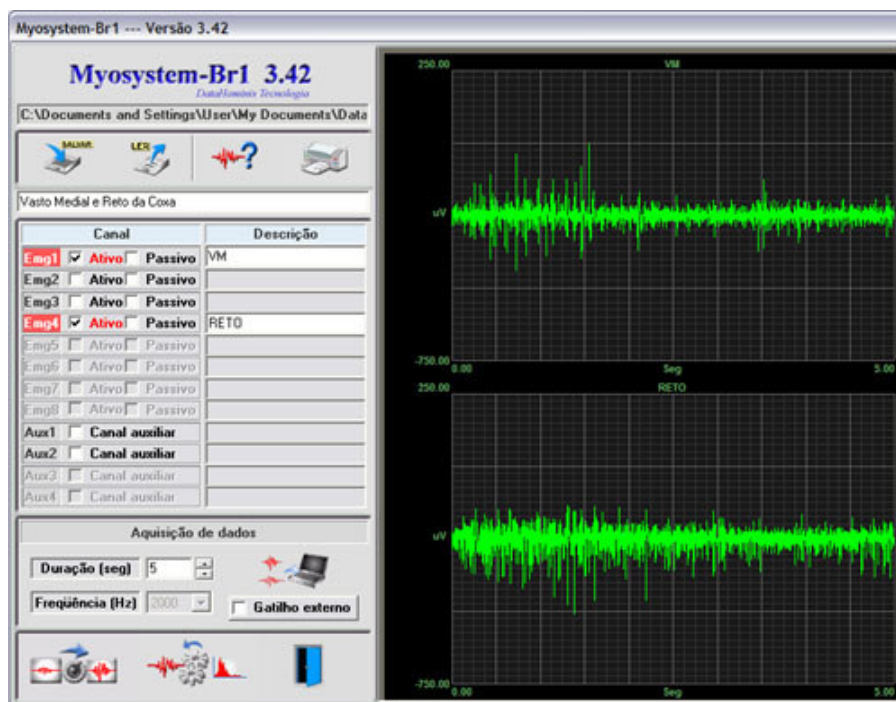 Myosystem-Br1 --- Versão 3.42
Myosystem-Br1 3.42
DataHominis Tecnologia
C:\Documents and Settings\User\My Documents\Data
SALVAR
LER
?
Vasto Medial e Reto da Coxa
Canal Descrição
Emg1 Ativo Passivo VM
Emg2 Ativo Passivo
Emg3 Ativo Passivo
Emg4 Ativo Passivo RETO
Emg5 Ativo Passivo
Emg6 Ativo Passivo
Emg7 Ativo Passivo
Emg8 Ativo Passivo
Aux1 Canal auxiliar
Aux2 Canal auxiliar
Aux3 Canal auxiliar
Aux4 Canal auxiliar
Aquisição de dados
Duração (seg) 5
Freqüência (Hz) 2000
Gatilho externo
250.00 VM
uV
-750.00
0.00 Seg 5.00
250.00 RETO
uV
-750.00
0.00 Seg 5.00